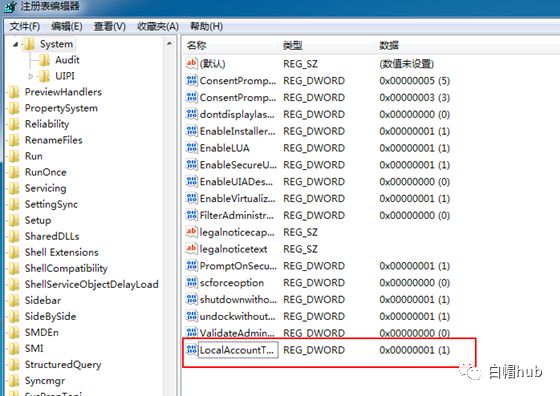 注册表编辑器
文件(F) 编辑(E) 查看(V) 收藏夹(A) 帮助(H)
System
Audit
UIPI
PreviewHandlers
PropertySystem
Reliability
RenameFiles
Run
RunOnce
Servicing
SettingSync
Setup
SharedDLLs
Shell Extensions
ShellCompatibility
ShellServiceObjectDelayLoad
Sidebar
SideBySide
SMDEn
SMI
StructuredQuery
Syncmgr
SysPrepTapi
名称 类型 数据
(默认) REG_SZ (数值未设置)
ConsentPromp... REG_DWORD 0x00000005 (5)
ConsentPromp... REG_DWORD 0x00000003 (3)
dontdisplaylas... REG_DWORD 0x00000000 (0)
EnableInstaller... REG_DWORD 0x00000001 (1)
EnableLUA REG_DWORD 0x00000001 (1)
EnableSecureU... REG_DWORD 0x00000001 (1)
EnableUIADes... REG_DWORD 0x00000000 (0)
EnableVirtualiz... REG_DWORD 0x00000001 (1)
FilterAdministr... REG_DWORD 0x00000000 (0)
legalnoticecap... REG_SZ
legalnoticetext REG_SZ
PromptOnSecu... REG_DWORD 0x00000001 (1)
scforceoption REG_DWORD 0x00000000 (0)
shutdownwitho... REG_DWORD 0x00000001 (1)
undockwithout... REG_DWORD 0x00000001 (1)
ValidateAdmin... REG_DWORD 0x00000000 (0)
LocalAccountT... REG_DWORD 0x00000001 (1)
白帽hub